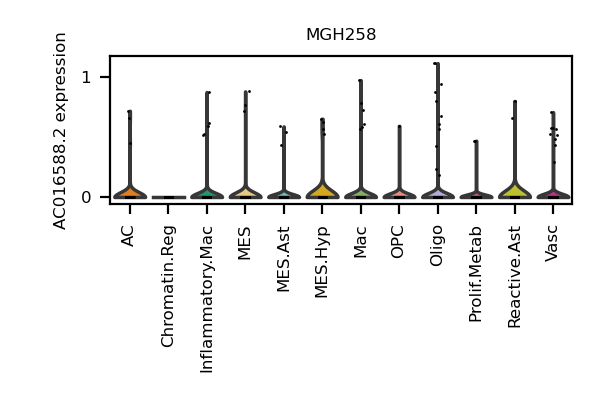 MGH258
AC016588.2 expression
1
0
AC
Chromatin.Reg
Inflammatory.Mac
MES
MES.Ast
MES.Hyp
Mac
OPC
Oligo
Prolif.Metab
Reactive.Ast
Vasc